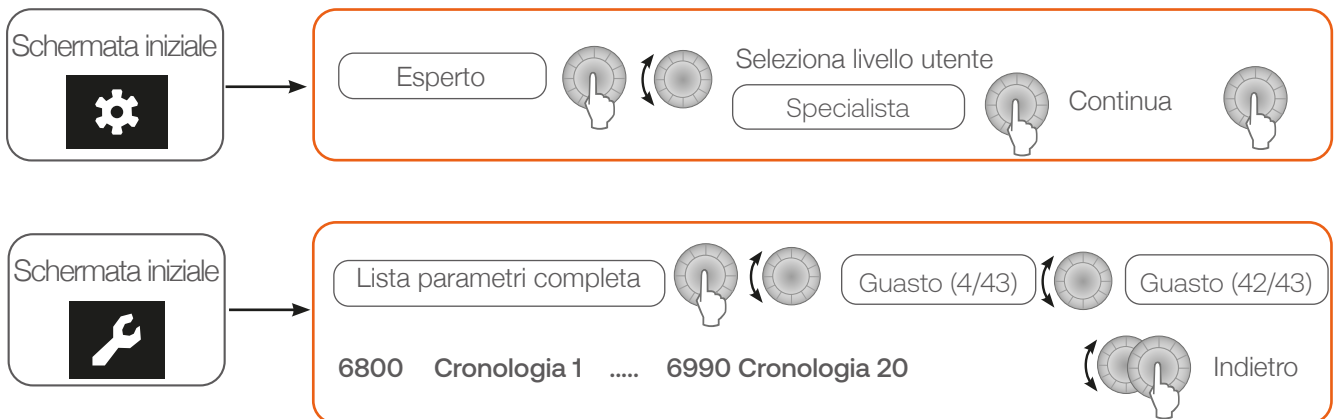 Schermata iniziale
Esperto
Seleziona livello utente
Specialista
Continua
Schermata iniziale
Lista parametri completa
Guasto (4/43)
Guasto (42/43)
6800 Cronologia 1 ..... 6990 Cronologia 20
Indietro